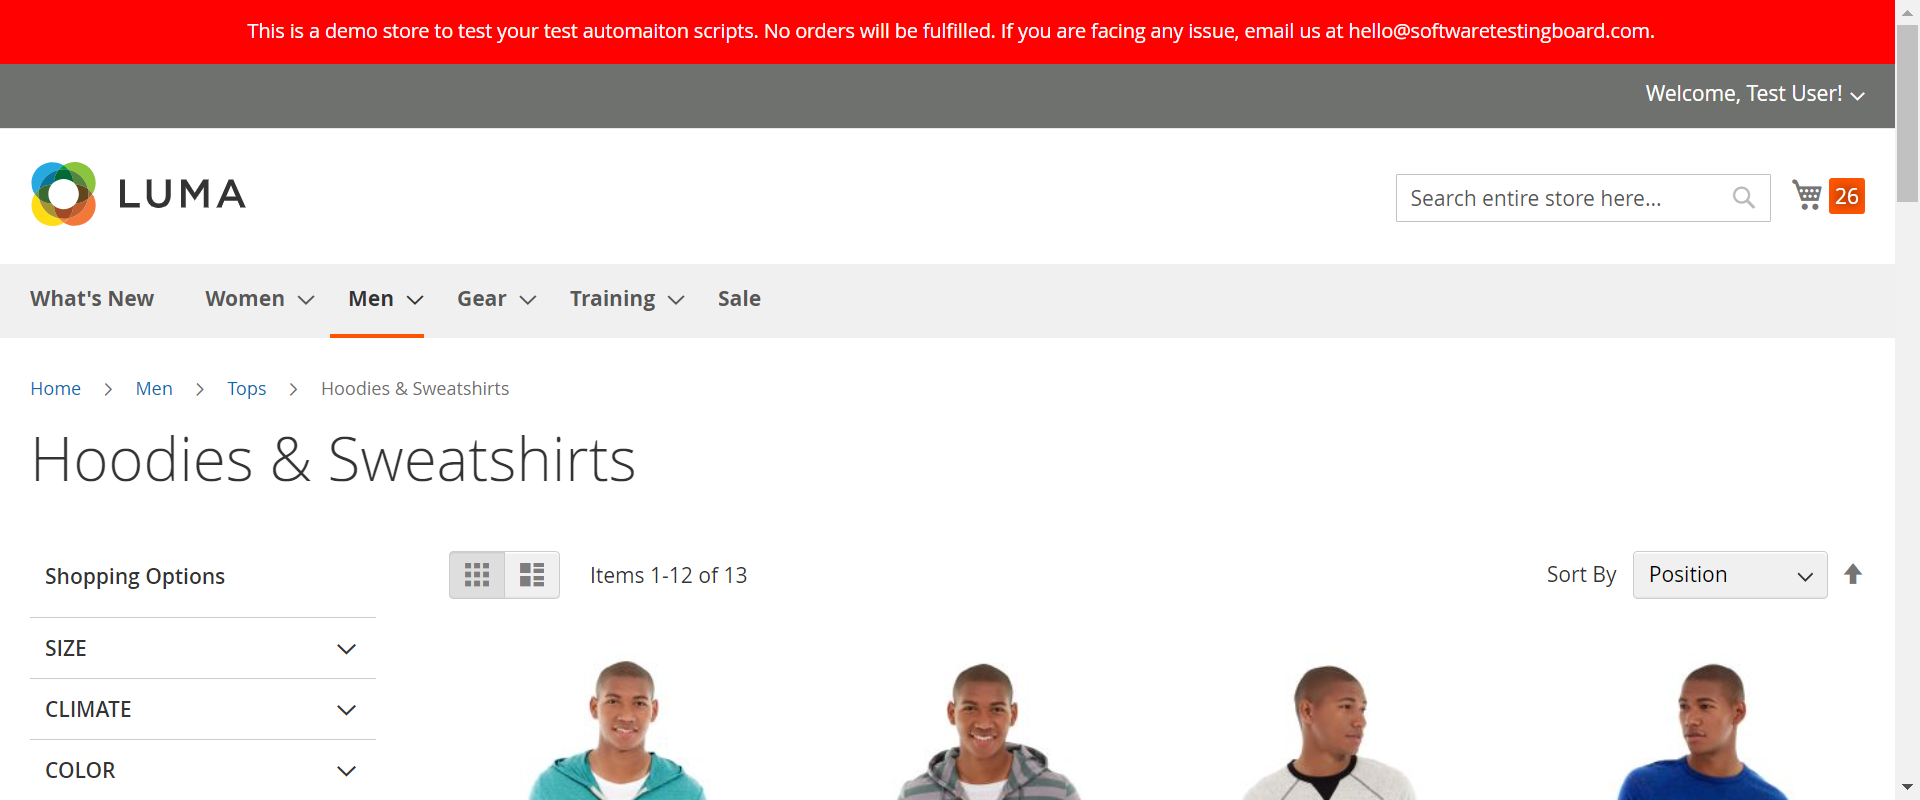 This is a demo store to test your test automaiton scripts. No orders will be fulfilled. If you are facing any issue, email us at hello@softwaretestingboard.com.
Welcome, Test User!
LUMA
Search entire store here...
26
What's New Women Men Gear Training Sale
Home Men Tops Hoodies & Sweatshirts
Hoodies & Sweatshirts
Shopping Options
Items 1-12 of 13
Sort By Position
SIZE
CLIMATE
COLOR